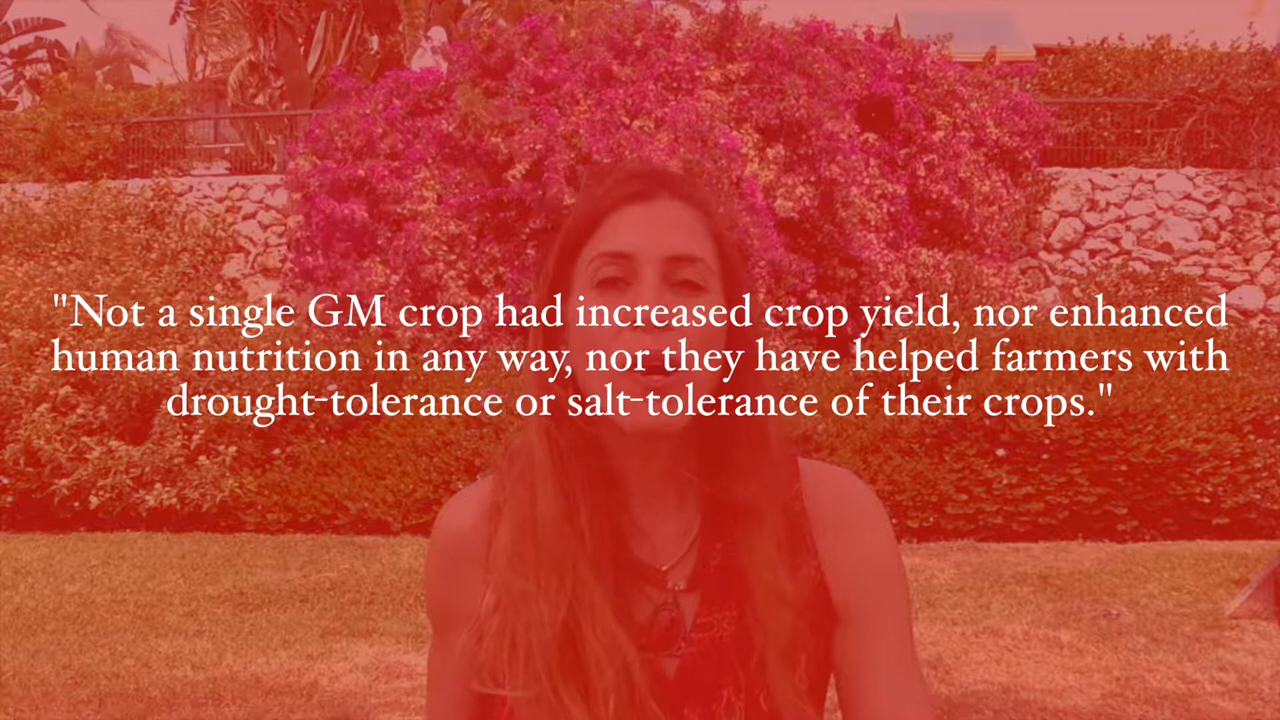 "Not a single GM crop had increased crop yield, nor enhanced
human nutrition in any way, nor they have helped farmers with
drought-tolerance or salt-tolerance of their crops."